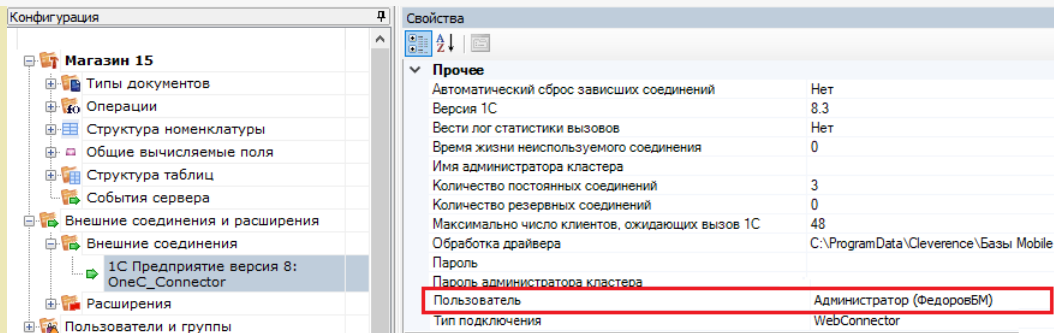 Конфигурация
Магазин 15
Типы документов
Операции
Структура номенклатуры
Общие вычисляемые поля
Структура таблиц
События сервера
Внешние соединения и расширения
Внешние соединения
1С Предприятие версия 8:
OneC_Connector
Расширения
Пользователи и группы
Свойства
Прочее
Автоматический сброс зависших соединений Нет
Версия 1С 8.3
Вести лог статистики вызовов Нет
Время жизни неиспользуемого соединения 0
Имя администратора кластера
Количество постоянных соединений 3
Количество резервных соединений 0
Максимально число клиентов, ожидающих вызов 1С 48
Обработка драйвера C:\ProgramData\Cleverence\Базы Mobile
Пароль
Пароль администратора кластера
Пользователь Администратор (ФедоровБМ)
Тип подключения WebConnector